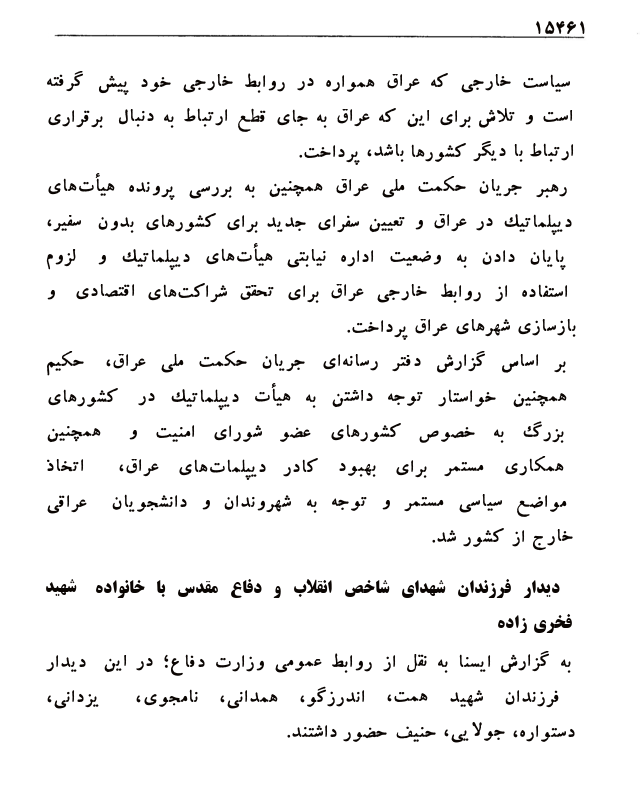 ۱۵۴۶۱
سیاست خارجی که عراق همواره در روابط خارجی خود پیش گرفته
است و تلاش برای این که عراق به جای قطع ارتباط به دنبال برقراری
ارتباط با دیگر کشورها باشد، پرداخت.
رهبر جریان حکمت ملی عراق همچنین به بررسی پرونده هیأت‌های
دیپلماتیك در عراق و تعیین سفرای جدید برای کشورهای بدون سفیر،
پایان دادن به وضعیت اداره نیابتی هیأت‌های دیپلماتیك و لزوم
استفاده از روابط خارجی عراق برای تحقق شراکت‌های اقتصادی و
بازسازی شهرهای عراق پرداخت.
بر اساس گزارش دفتر رسانه‌ای جریان حکمت ملی عراق، حکیم
همچنین خواستار توجه داشتن به هیأت دیپلماتیك در کشورهای
بزرگ به خصوص کشورهای عضو شورای امنیت و همچنین
همکاری مستمر برای بهبود کادر دیپلمات‌های عراق، اتخاذ
مواضع سیاسی مستمر و توجه به شهروندان و دانشجویان عراقی
خارج از کشور شد.
دیدار فرزندان شهدای شاخص انقلاب و دفاع مقدس با خانواده شهید
فخری زاده
به گزارش ایسنا به نقل از روابط عمومی وزارت دفاع؛ در این دیدار
فرزندان شهید همت، اندرزگو، همدانی، نامجوی، یزدانی،
دستواره، جولایی، حنیف حضور داشتند.